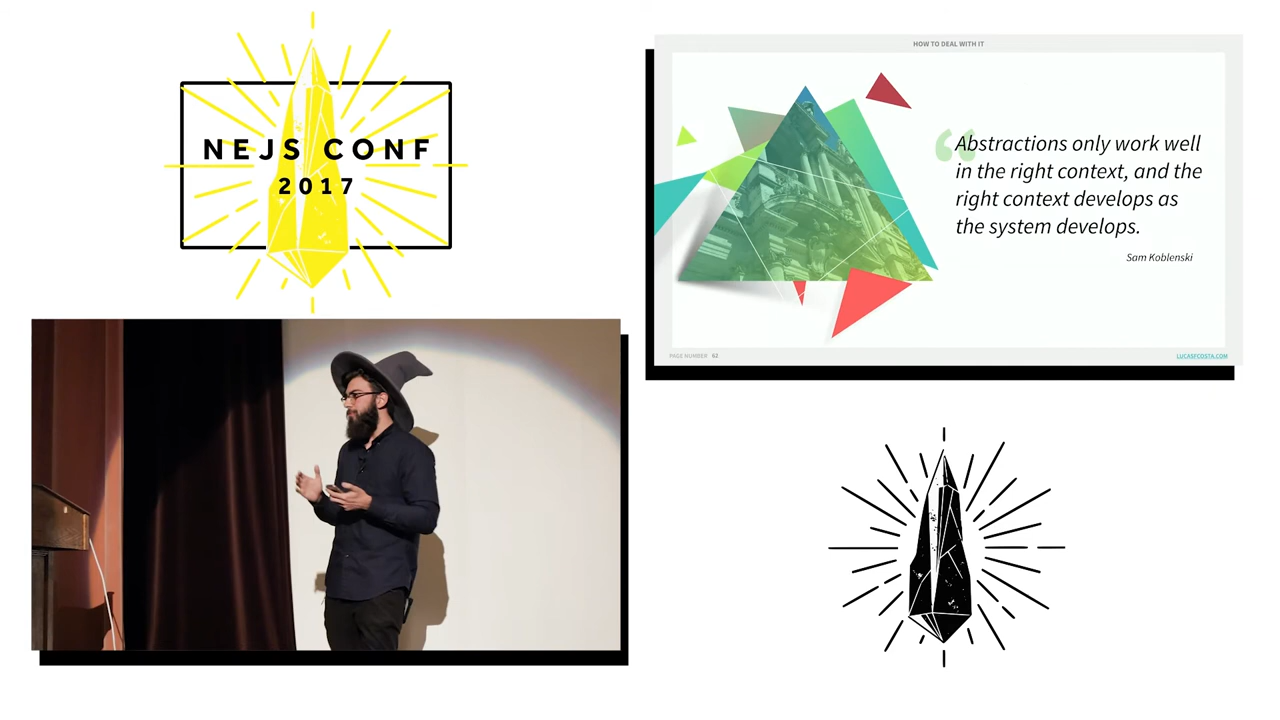 NEJS CONF
2017
HOW TO DEAL WITH IT
“
Abstractions only work well
in the right context, and the
right context develops as
the system develops.
Sam Koblenski
PAGE NUMBER 62
LUCASFCOSTA.COM